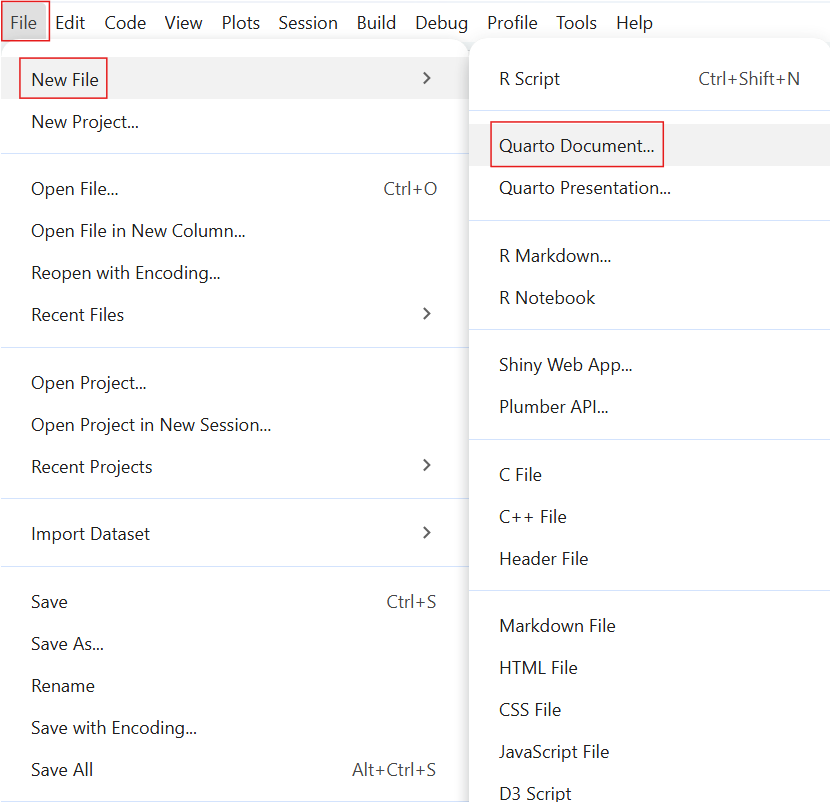 File Edit Code View Plots Session Build Debug Profile Tools Help
New File
New Project...
Open File... Ctrl+O
Open File in New Column...
Reopen with Encoding...
Recent Files
Open Project...
Open Project in New Session...
Recent Projects
Import Dataset
Save Ctrl+S
Save As...
Rename
Save with Encoding...
Save All Alt+Ctrl+S
R Script Ctrl+Shift+N
Quarto Document...
Quarto Presentation...
R Markdown...
R Notebook
Shiny Web App...
Plumber API...
C File
C++ File
Header File
Markdown File
HTML File
CSS File
JavaScript File
D3 Script